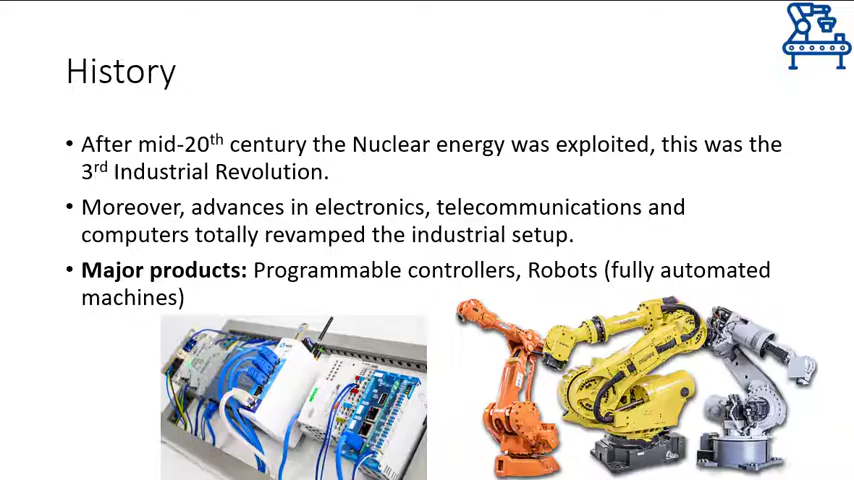 History
• After mid-20th century the Nuclear energy was exploited, this was the
3rd Industrial Revolution.
• Moreover, advances in electronics, telecommunications and
computers totally revamped the industrial setup.
• Major products: Programmable controllers, Robots (fully automated
machines)